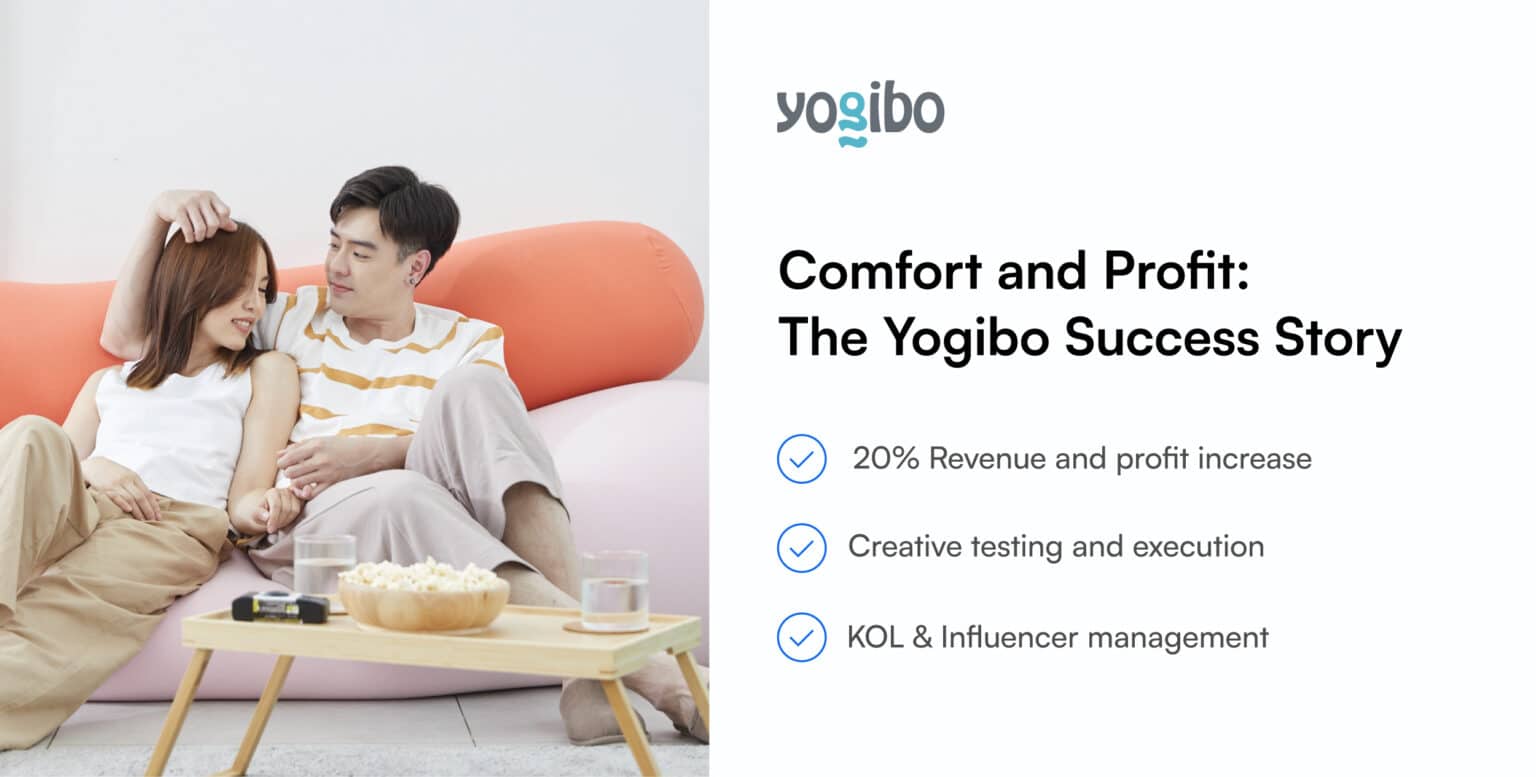 yogibo
Comfort and Profit:
The Yogibo Success Story
20% Revenue and profit increase
Creative testing and execution
KOL & Influencer management